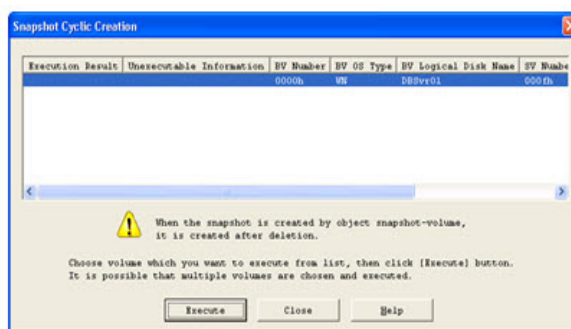 Snapshot Cyclic Creation
Execution Result Unexecutable Information BV Number BV OS Type BV Logical Disk Name SV Numbe
0000h WN DBSvr01 000fh
When the snapshot is created by object snapshot-volume,
it is created after deletion.
Choose volume which you want to execute from list, then click [Execute] button.
It is possible that multiple volumes are chosen and executed.
Execute Close Help